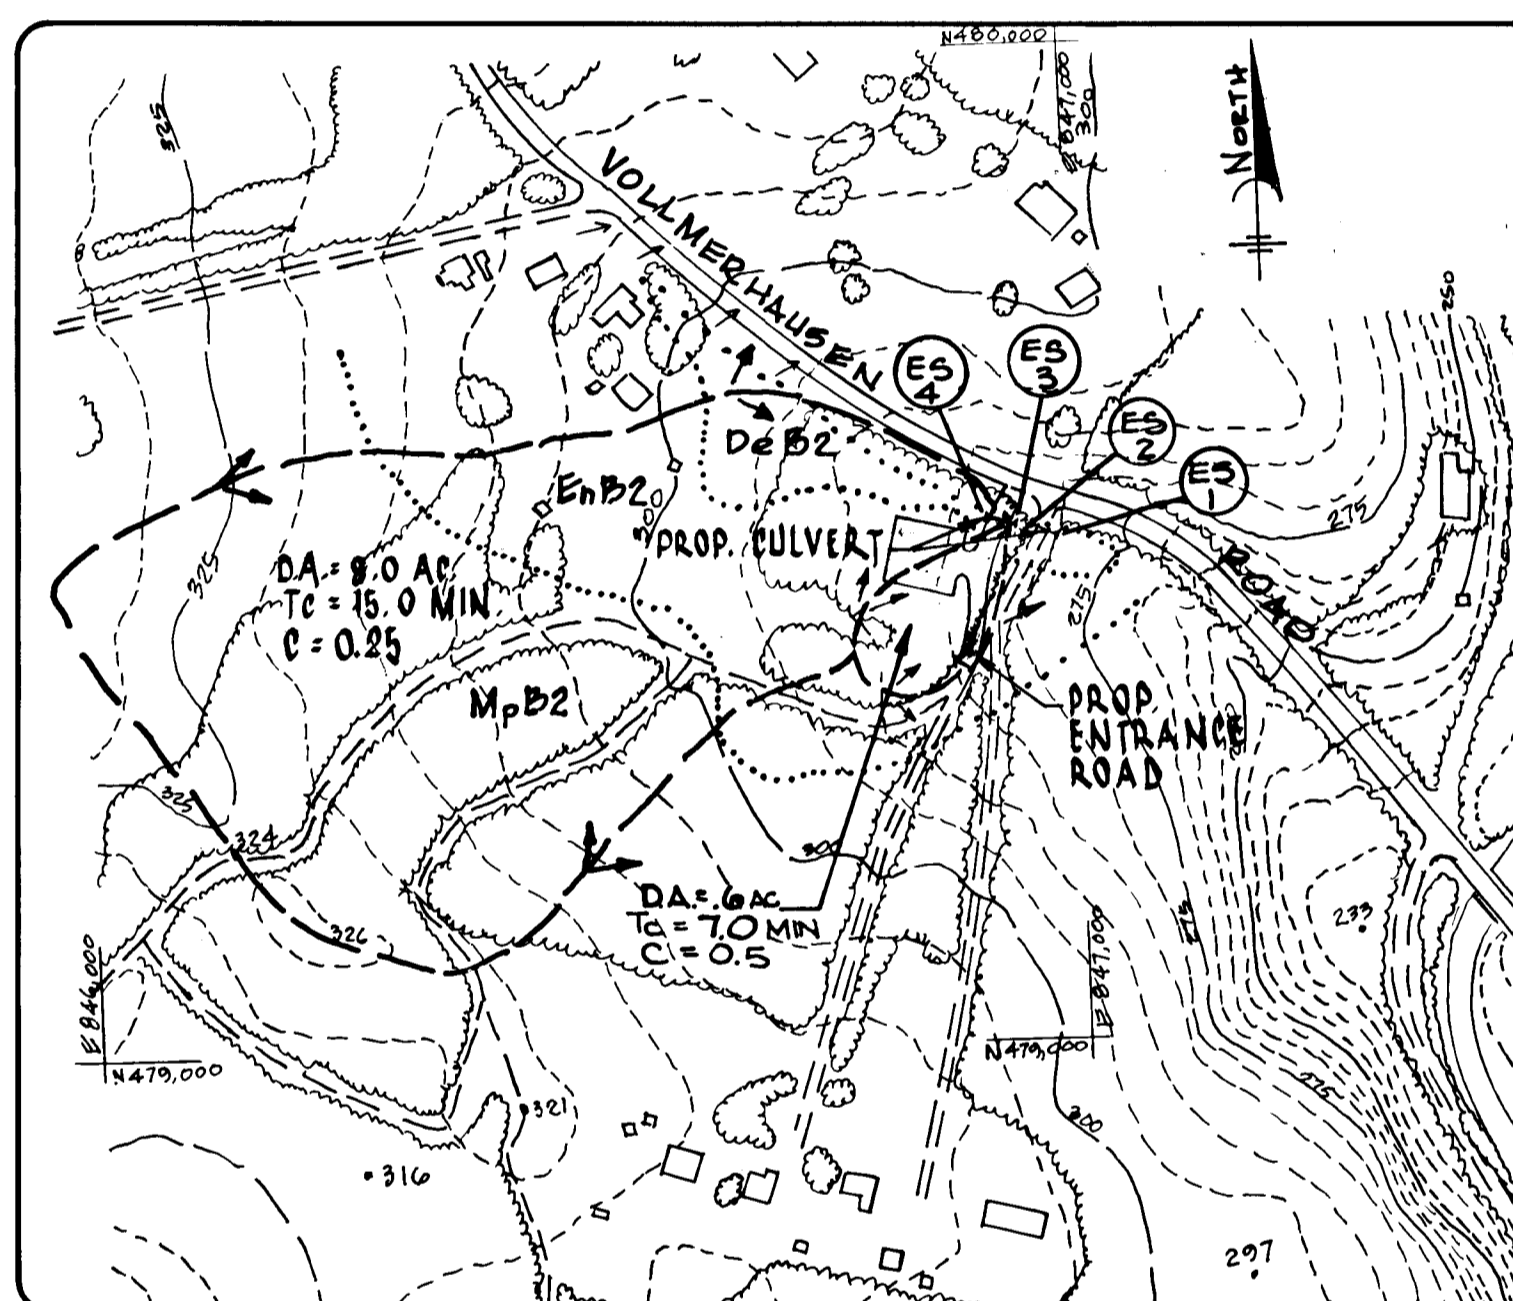 N480,000
E847,000
300
NORTH
325
VOLLMERHAUSEN
250
ES
4
ES
3
ES
2
ES
1
DeB2
EnB2
300
275
PROP. CULVERT
ROAD
325
D.A. = 8.0 AC.
Tc = 15.0 MIN.
C = 0.25
275
MpB2
PROP.
ENTRANCE
ROAD
325
324
300
D.A. = .6 AC
Tc = 7.0 MIN
C = 0.5
326
275
233
E846,000
E847,000
N479,000
N479,000
275
321
300
316
297